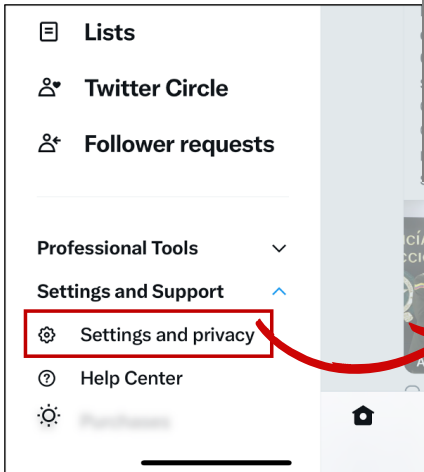 Lists
Twitter Circle
Follower requests
Professional Tools
Settings and Support
Settings and privacy
Help Center